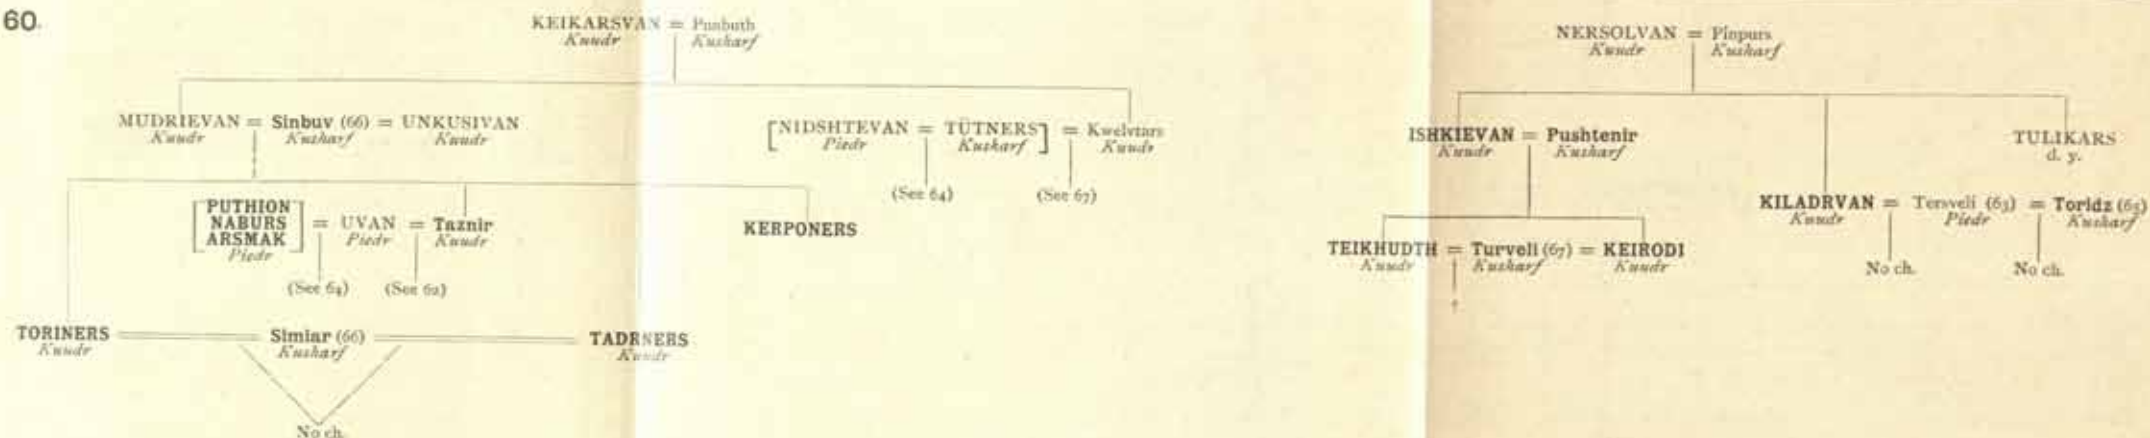 60.
KEIKARSVAN = Punbuth
Kuudr Kusharf
MUDRIEVAN = Sinbuv (66) = UNKUSIVAN
Kuudr Kusharf Kuudr
[NIDSHTEVAN = TÜTNERS] = Kwelvtars
Piedr Kusharf Kuudr
(See 64) (See 67)
PUTHION
NABURS
ARSMAK
Piedr
= UVAN = Taznir
Piedr Kuudr
(See 64) (See 62)
KERPONERS
TORINERS Simiar (66) TADRNERS
Kuudr Kusharf Kuudr
No ch.
NERSOLVAN = Pinpurs
Kuudr Kusharf
ISHKIEVAN = Pushtenir
Kuudr Kusharf
TULIKARS
d. y.
KILADRVAN = Tersveli (63) = Toridz (65)
Kuudr Piedr Kusharf
No ch. No ch.
TEIKHUDTH = Turveli (67) = KEIRODI
Kuudr Kusharf Kuudr